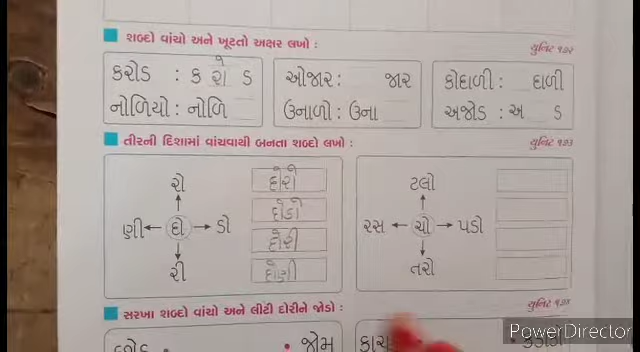 શબ્દો વાંચો અને ખૂટતો અક્ષર લખો : યુનિટ ૧૭૨
કરોડ : ક રો ડ ઓજાર : જાર કોદાળી : દાળી
નોળિયો : નોળિ ઉનાળો : ઉના અજોડ : અ ડ
તીરની દિશામાં વાંચવાથી બનતા શબ્દો લખો : યુનિટ ૧૭૩
રો દોરો ટલો
દોડો
ણી દો ડો રસ ચો પડો
દોરી
રી દોણી તરો
સરખા શબ્દો વાંચો અને લીટી દોરીને જોડો :
જોમ
PowerDirector